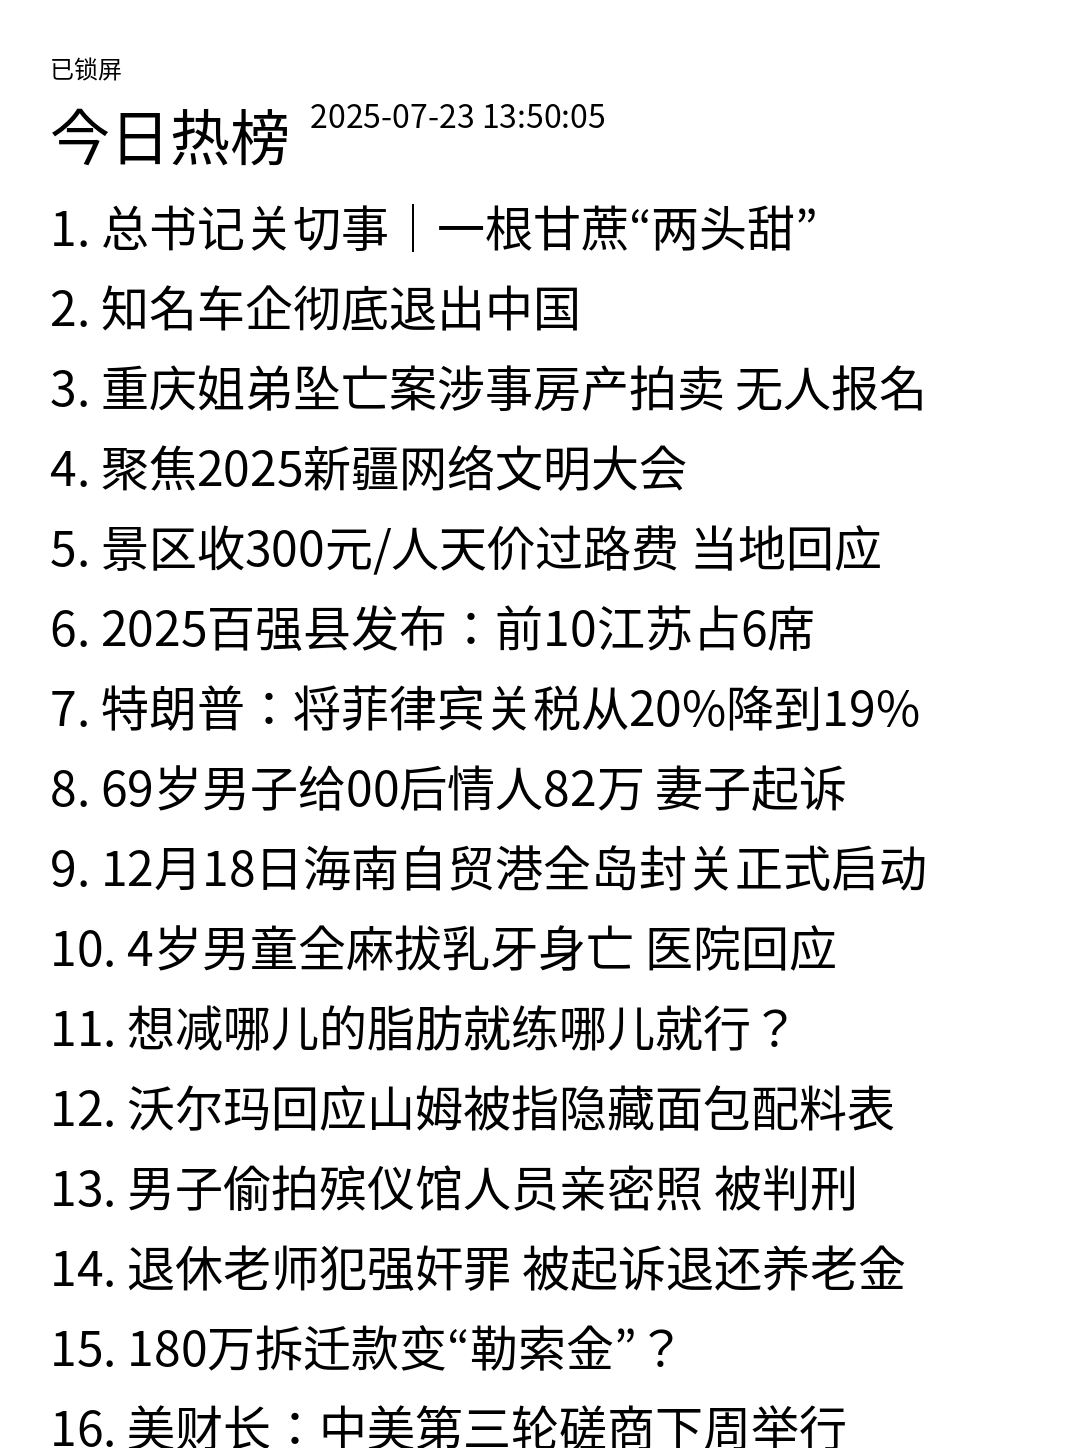 已锁屏
今日热榜 2025-07-23 13:50:05
1. 总书记关切事｜一根甘蔗“两头甜”
2. 知名车企彻底退出中国
3. 重庆姐弟坠亡案涉事房产拍卖 无人报名
4. 聚焦2025新疆网络文明大会
5. 景区收300元/人天价过路费 当地回应
6. 2025百强县发布：前10江苏占6席
7. 特朗普：将菲律宾关税从20%降到19%
8. 69岁男子给00后情人82万 妻子起诉
9. 12月18日海南自贸港全岛封关正式启动
10. 4岁男童全麻拔乳牙身亡 医院回应
11. 想减哪儿的脂肪就练哪儿就行？
12. 沃尔玛回应山姆被指隐藏面包配料表
13. 男子偷拍殡仪馆人员亲密照 被判刑
14. 退休老师犯强奸罪 被起诉退还养老金
15. 180万拆迁款变“勒索金”？
16. 美财长：中美第三轮磋商下周举行